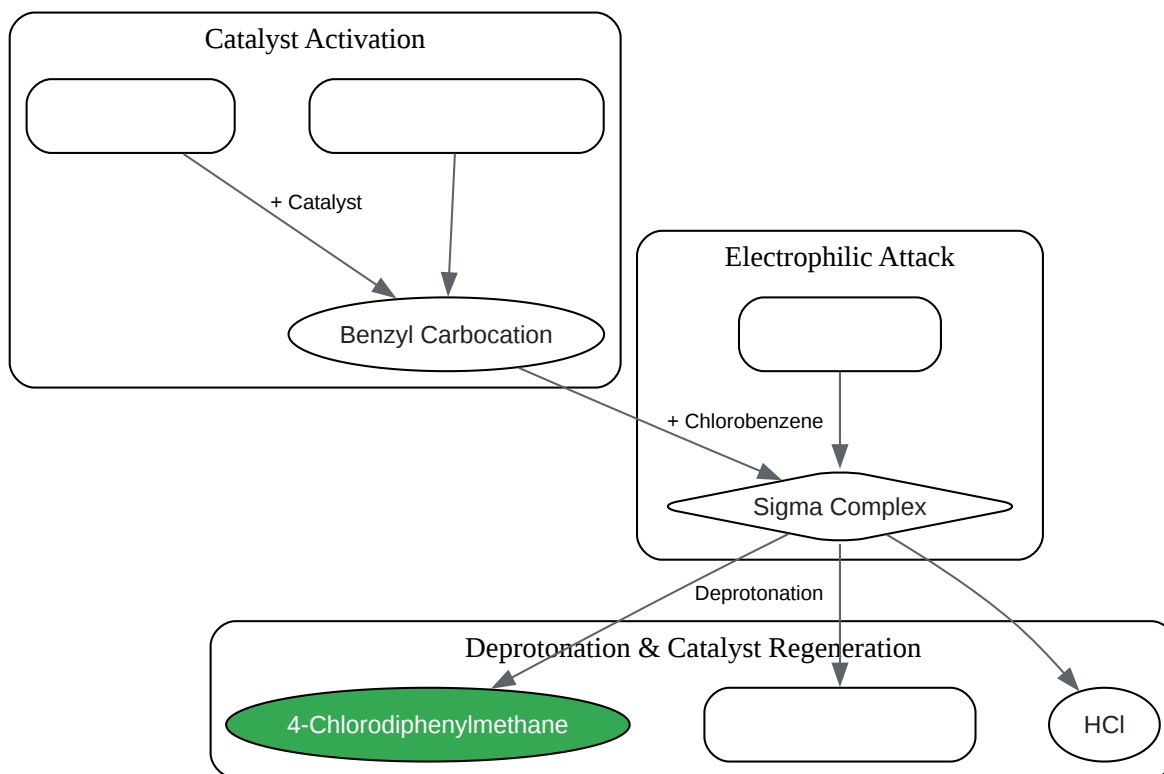 Catalyst Activation
+ Catalyst
Electrophilic Attack
Benzyl Carbocation
+ Chlorobenzene
Sigma Complex
Deprotonation
Deprotonation & Catalyst Regeneration
4-Chlorodiphenylmethane
HCl